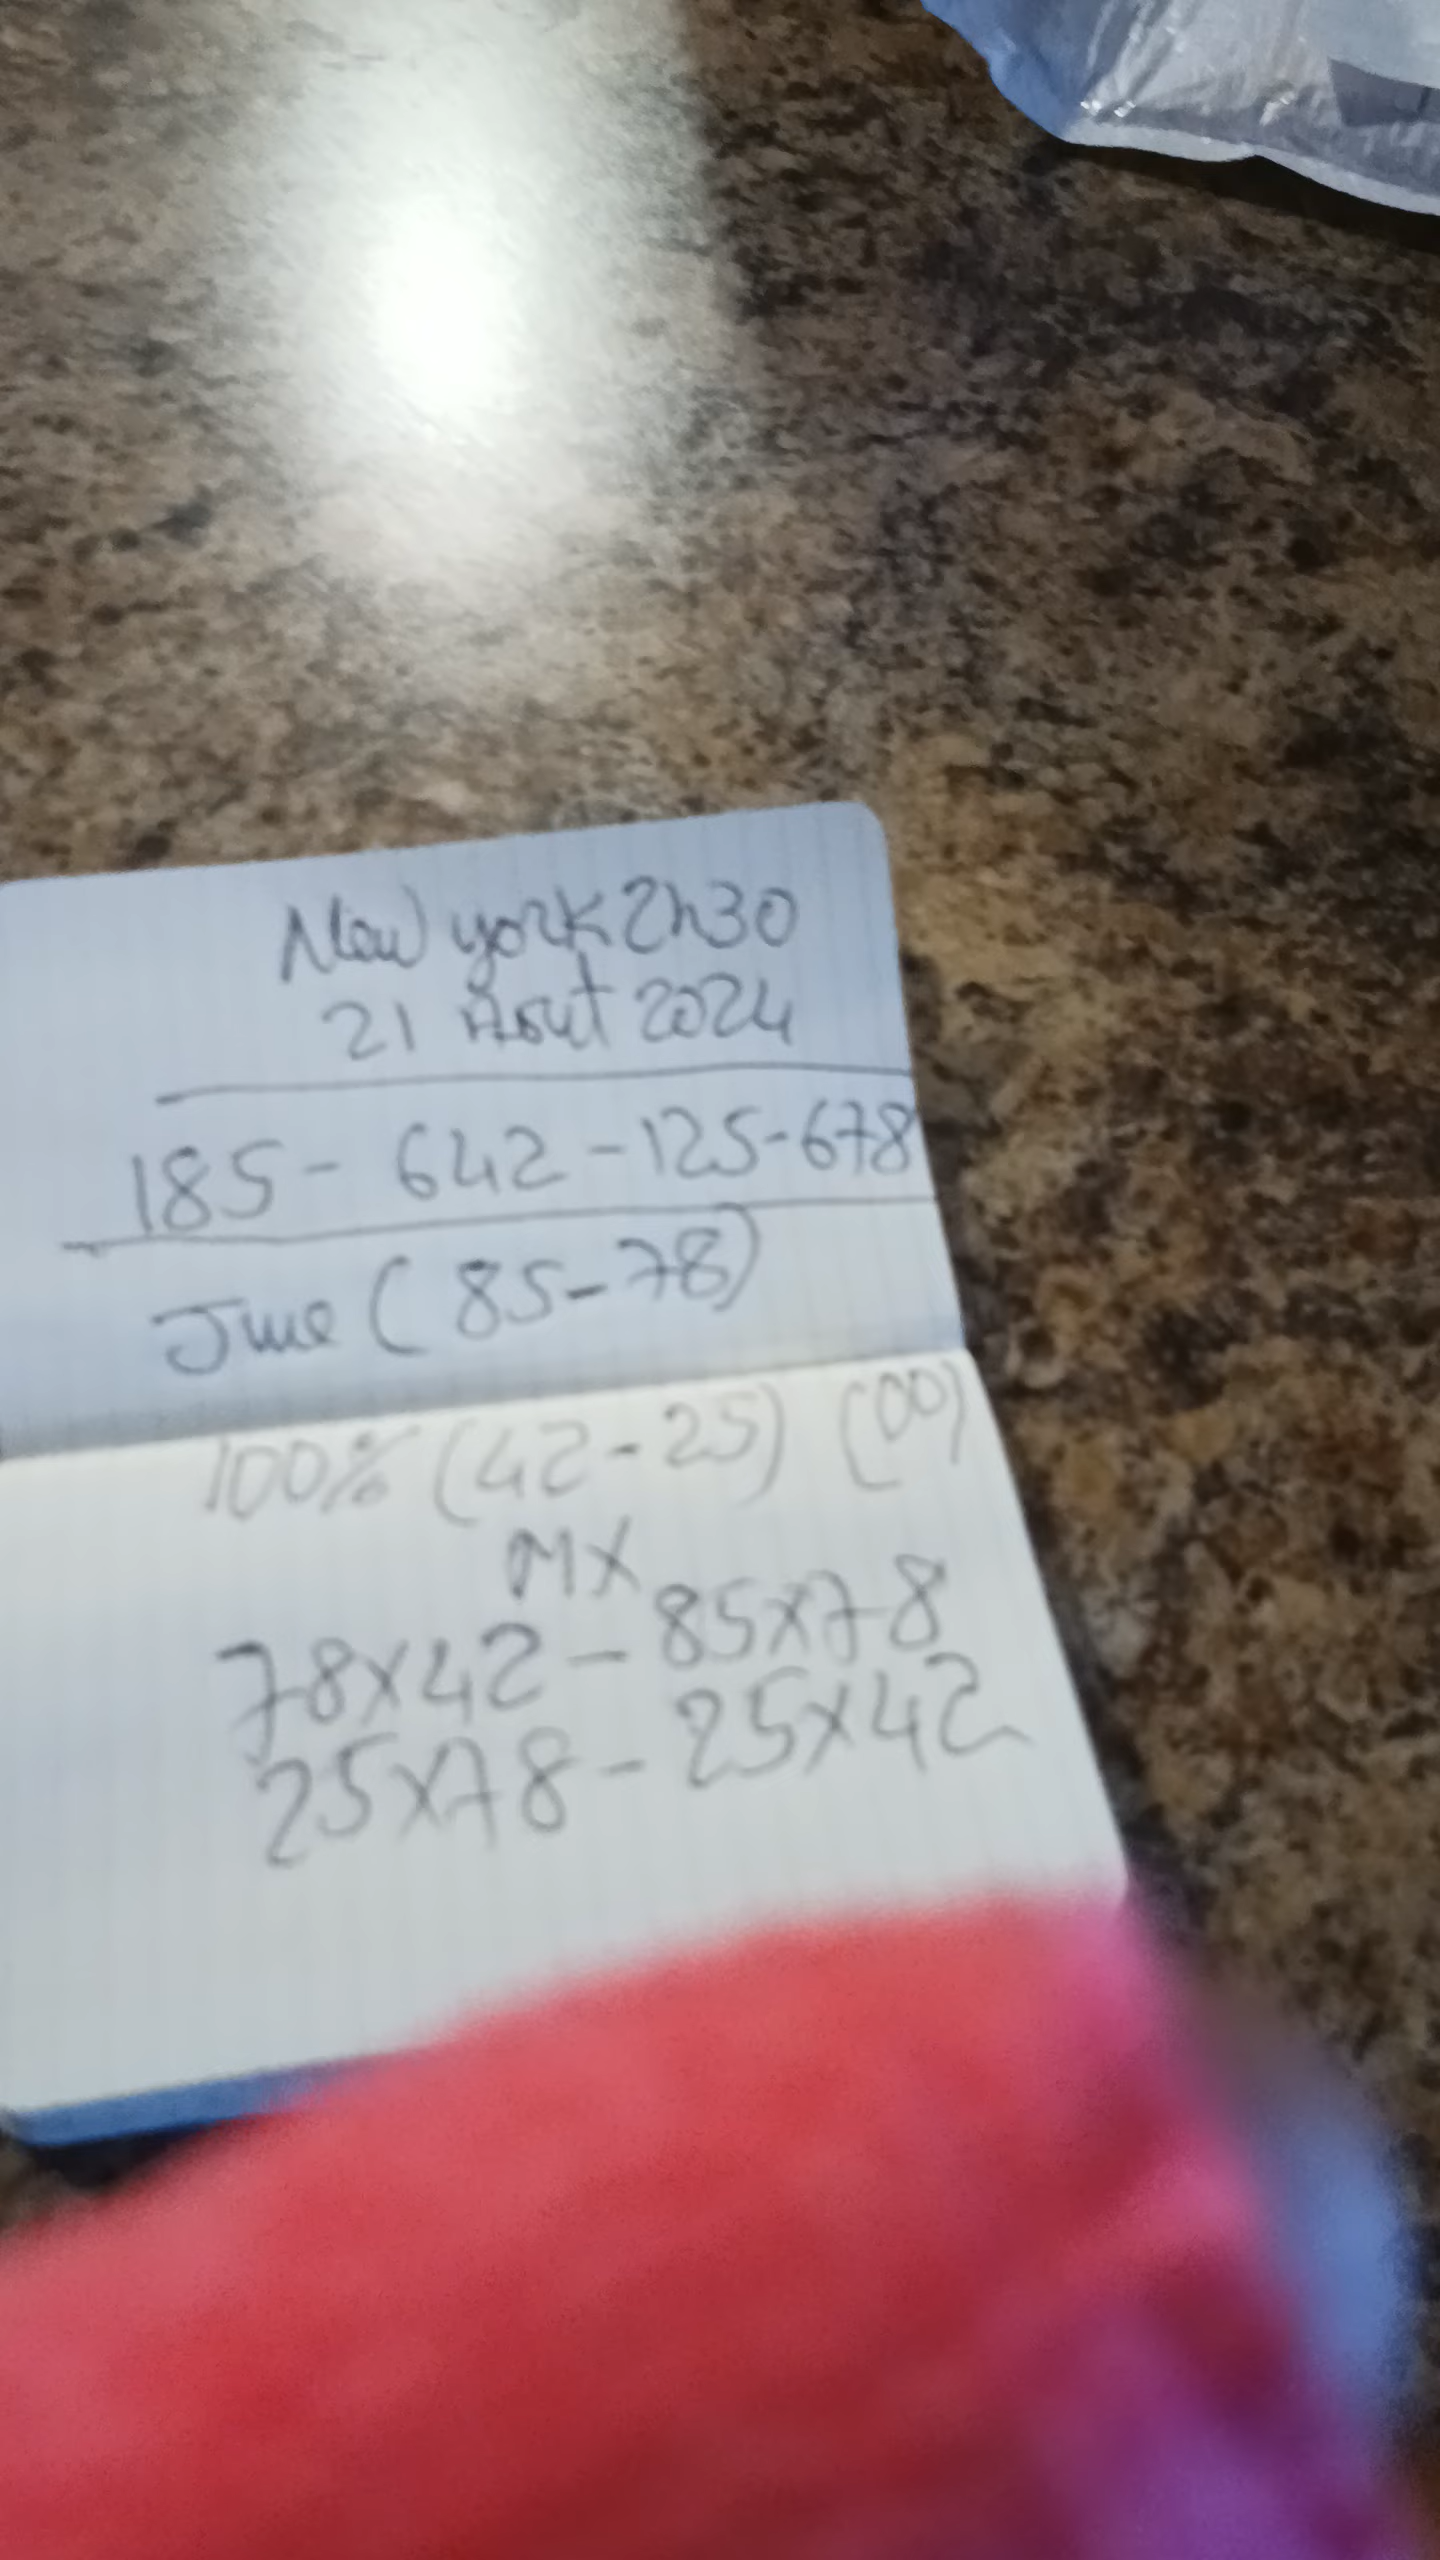 New york 2h30
21 Aout 2024
185 - 642 - 125 - 678
Jume ( 85 - 78)
100% (42 - 25) (00)
MX
78x42 - 85x78
25x78 - 25x42